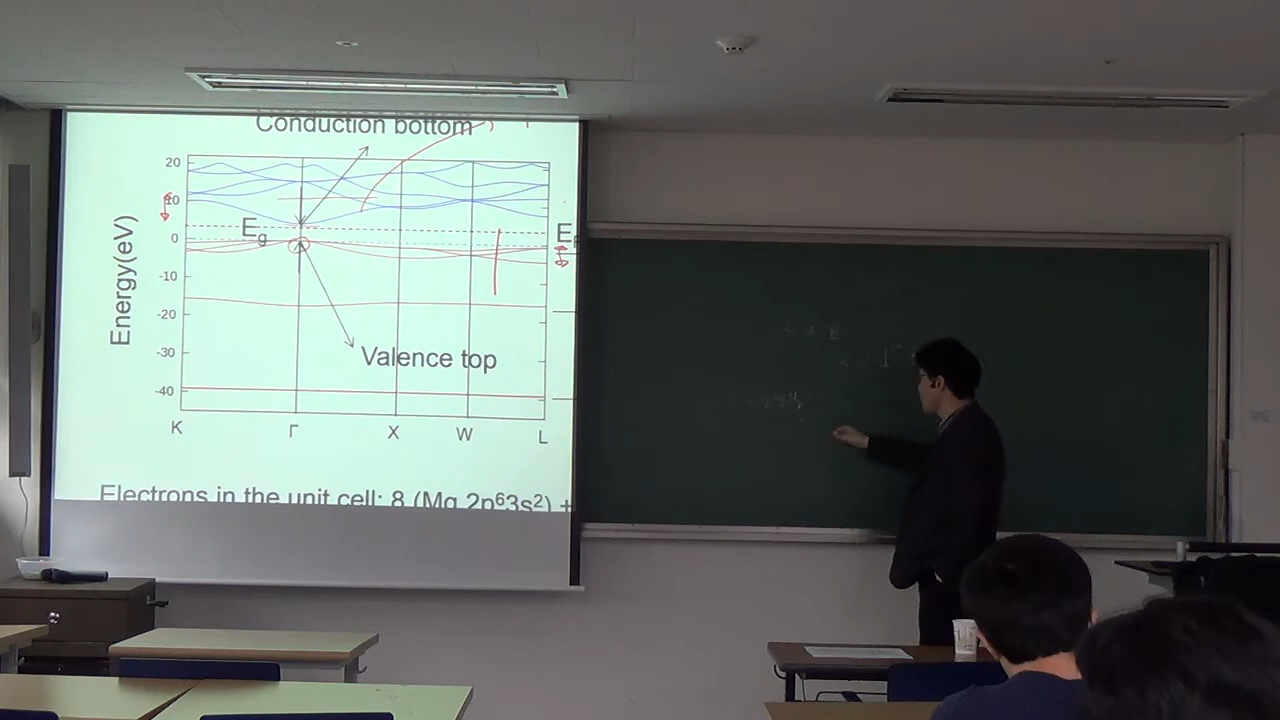 Conduction bottom
20
10
0
-10
-20
-30
-40
Energy(eV)
Eg
EF
Valence top
K Γ X W L
Electrons in the unit cell: 8 (Mg 2p⁶3s²) +